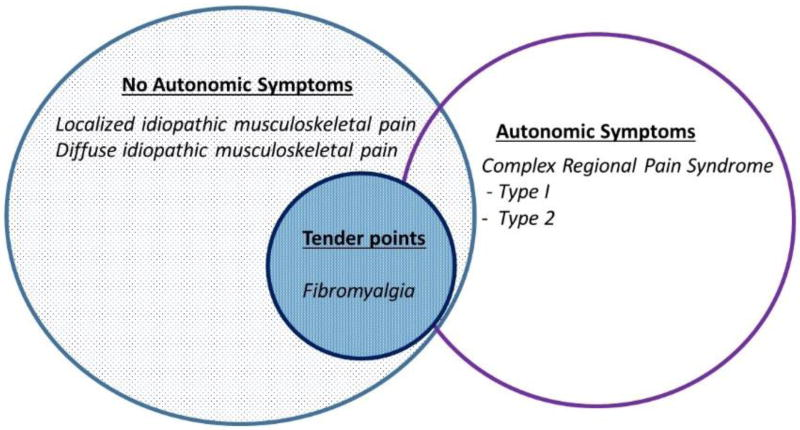 No Autonomic Symptoms
Localized idiopathic musculoskeletal pain
Diffuse idiopathic musculoskeletal pain
Autonomic Symptoms
Complex Regional Pain Syndrome
- Type I
- Type 2
Tender points
Fibromyalgia